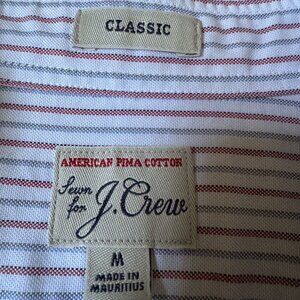 CLASSIC
AMERICAN PIMA COTTON
Sewn
for J.Crew
M
MADE IN
MAURITIUS